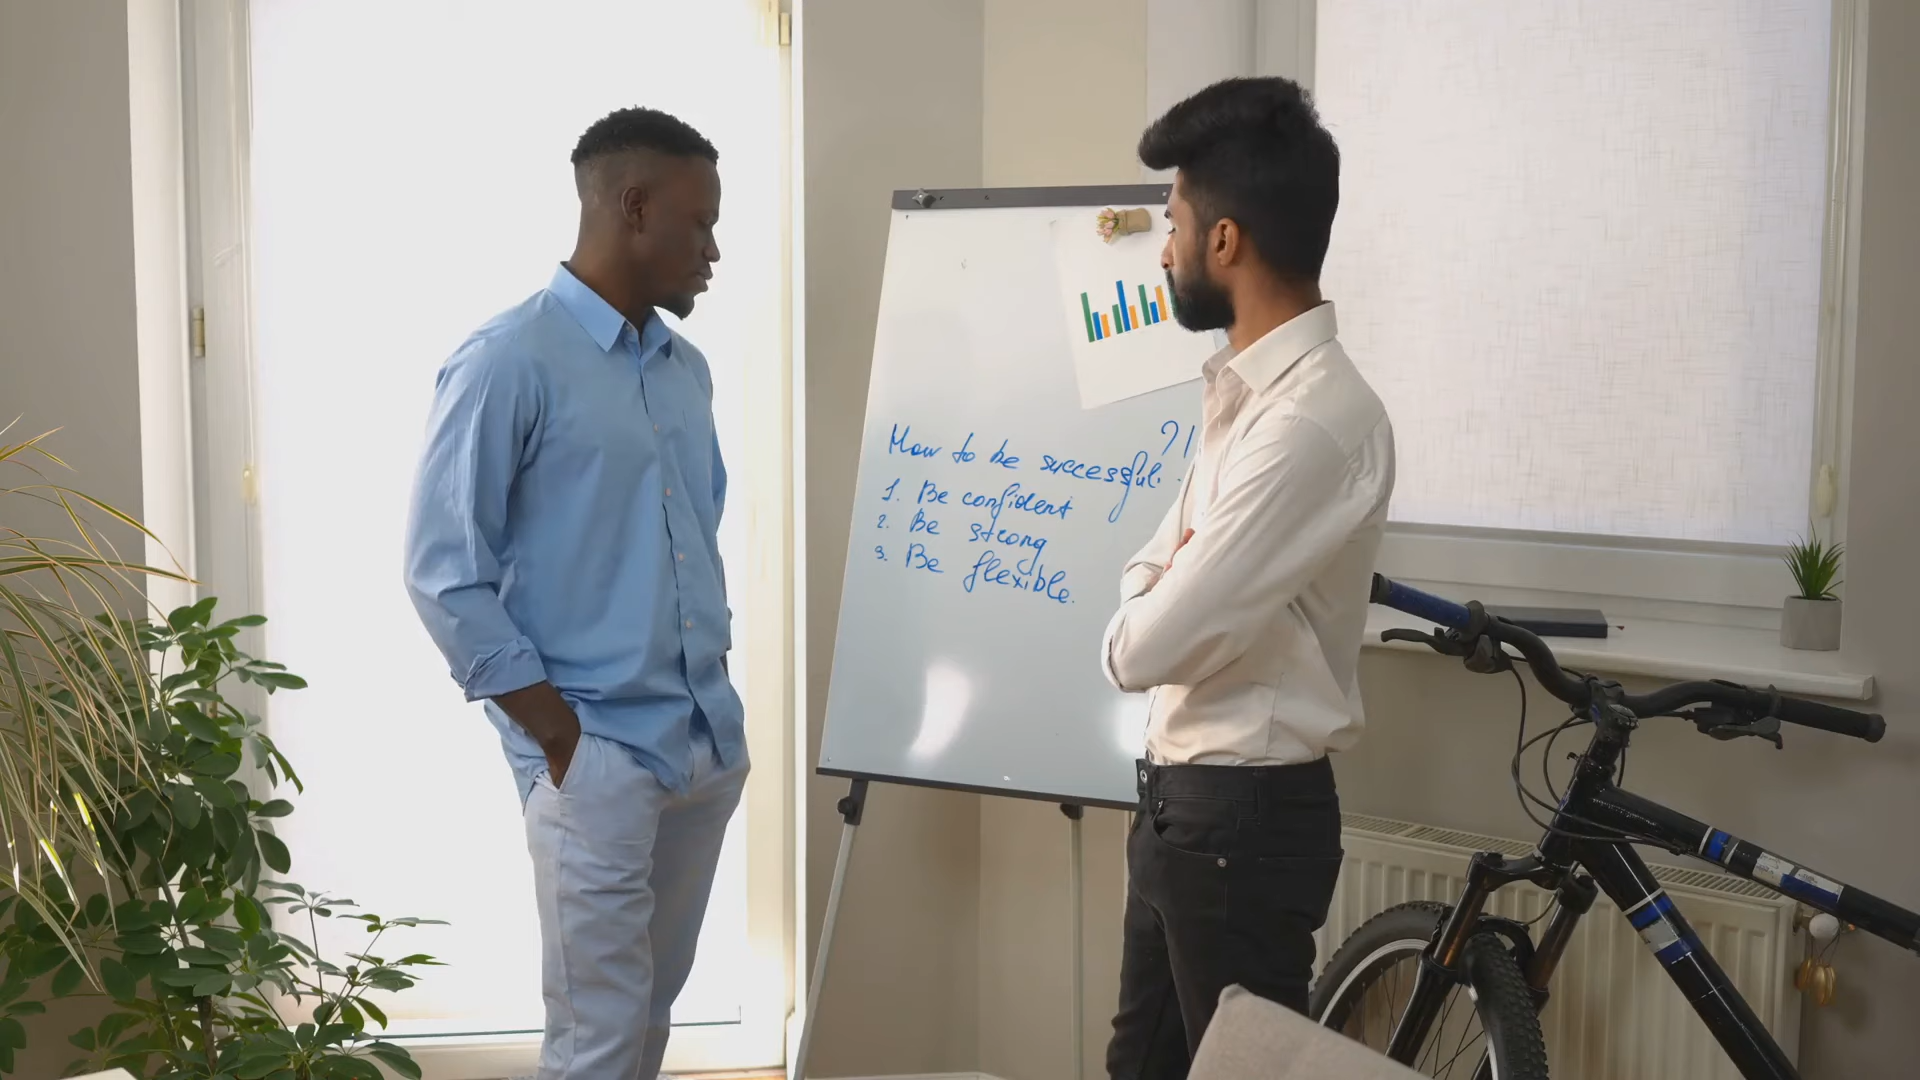 How to be successful ?!
1. Be confident
2. Be strong
3. Be flexible.